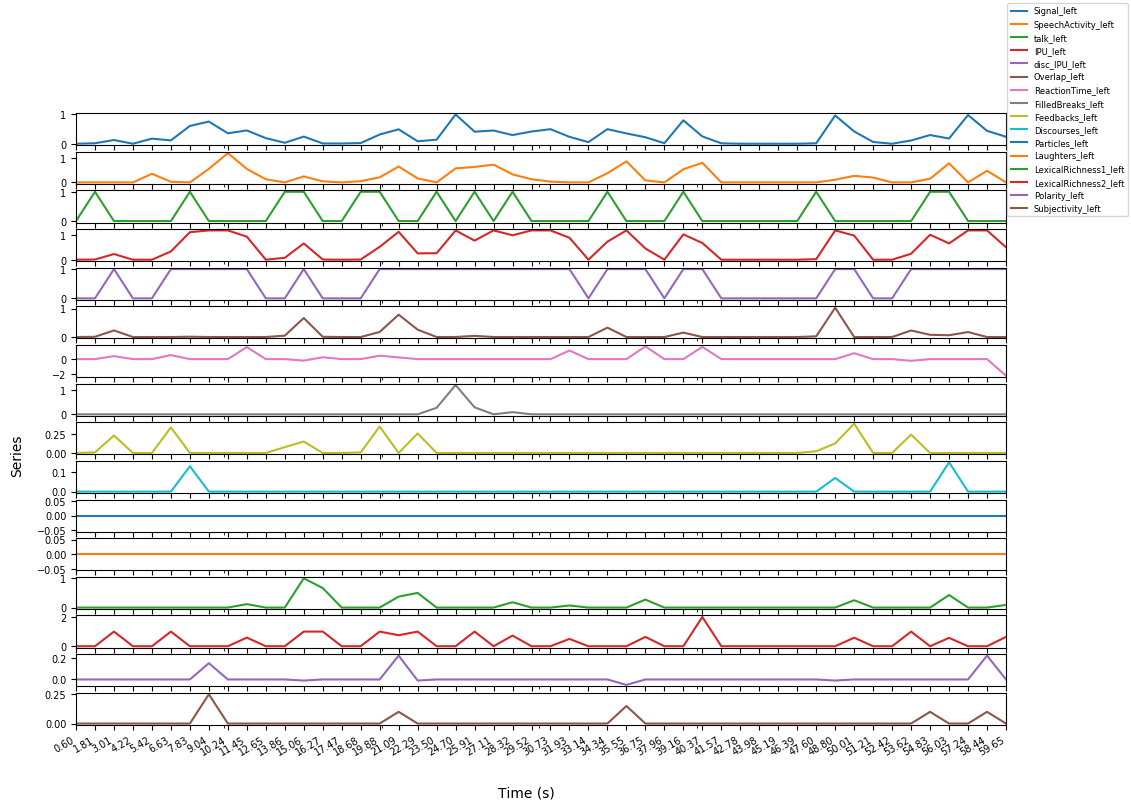 Signal_left
SpeechActivity_left
talk_left
IPU_left
disc_IPU_left
Overlap_left
ReactionTime_left
FilledBreaks_left
Feedbacks_left
Discourses_left
Particles_left
Laughters_left
LexicalRichness1_left
LexicalRichness2_left
Polarity_left
Subjectivity_left
1
0
1
0
1
0
1
0
1
0
1
0
0
−2
1
0
0.25
0.00
0.1
0.0
0.05
0.00
−0.05
0.05
0.00
−0.05
1
0
2
0
0.2
0.0
0.25
0.00
Series
0.60 1.81 3.01 4.22 5.42 6.63 7.83 9.04 10.24 11.45 12.65 13.86 15.06 16.27 17.47 18.68 19.88 21.09 22.29 23.50 24.70 25.91 27.11 28.32 29.52 30.73 31.93 33.14 34.34 35.55 36.75 37.96 39.16 40.37 41.57 42.78 43.98 45.19 46.39 47.60 48.80 50.01 51.21 52.42 53.62 54.83 56.03 57.24 58.44 59.65
Time (s)